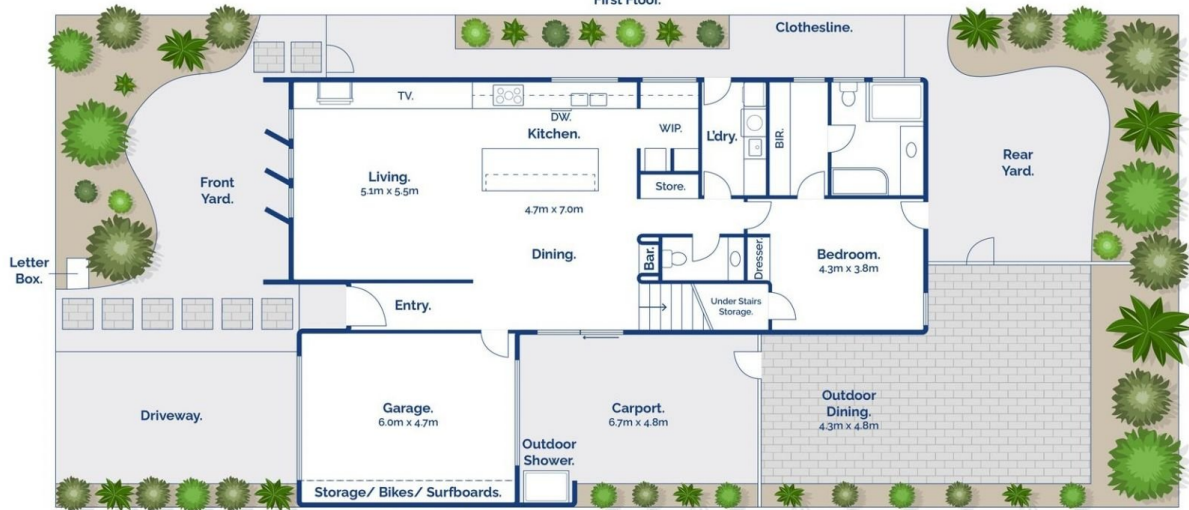 First Floor.
Clothesline.
TV.
DW.
Kitchen.
WIP.
L'dry.
BIR.
Living.
5.1m x 5.5m
Front
Yard.
Rear
Yard.
Store.
4.7m x 7.0m
Dining.
Bar.
Dresser.
Bedroom.
4.3m x 3.8m
Letter
Box.
Entry.
Under Stairs
Storage.
Driveway.
Garage.
6.0m x 4.7m
Carport.
6.7m x 4.8m
Outdoor
Dining.
4.3m x 4.8m
Outdoor
Shower.
Storage/ Bikes/ Surfboards.